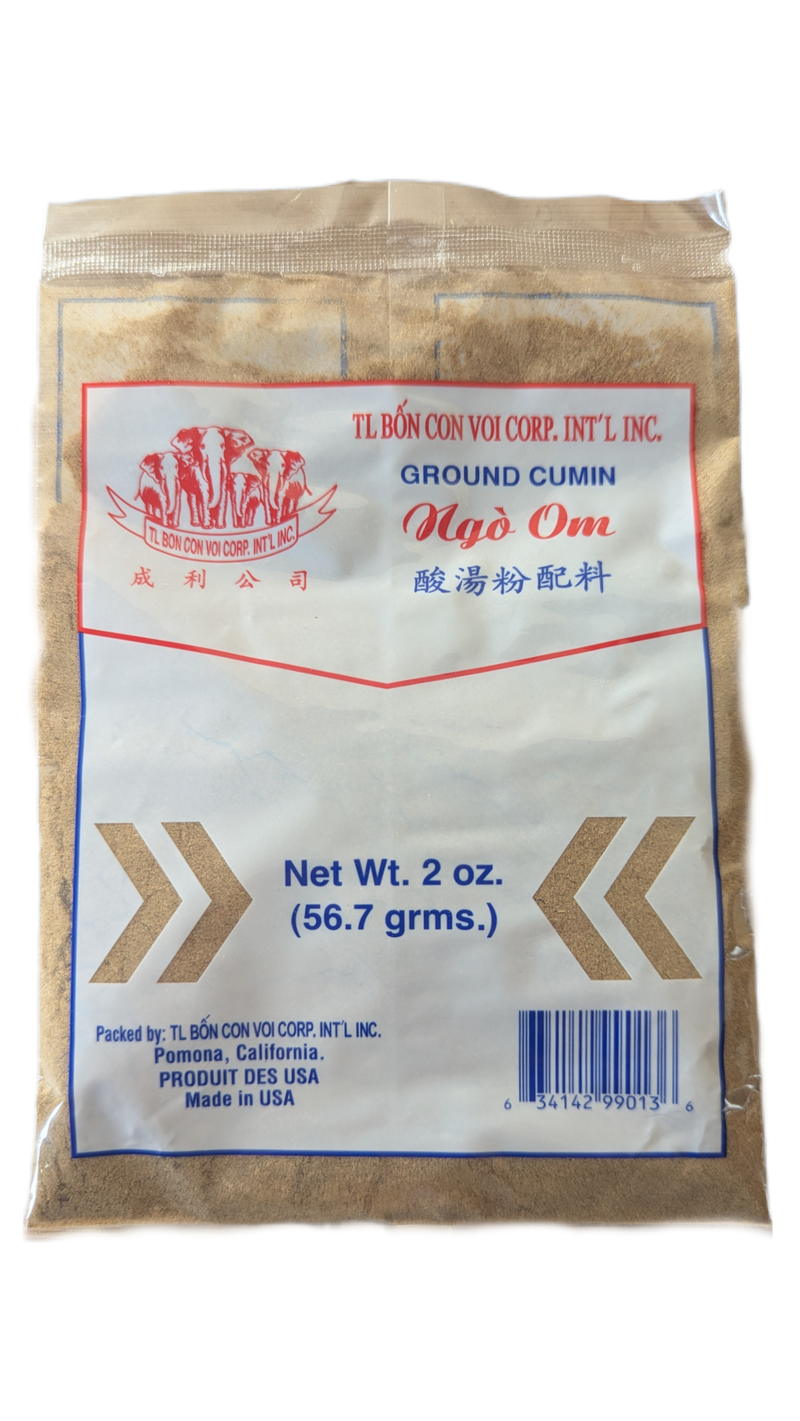 TL BỐN CON VOI CORP. INT'L INC.
GROUND CUMIN
Ngò Om
酸湯粉配料
TL BON CON VOI CORP. INT'L INC.
成利公司
Net Wt. 2 oz.
(56.7 grms.)
Packed by: TL BỐN CON VOI CORP. INT'L INC.
Pomona, California.
PRODUIT DES USA
Made in USA
6 34142 99013 6